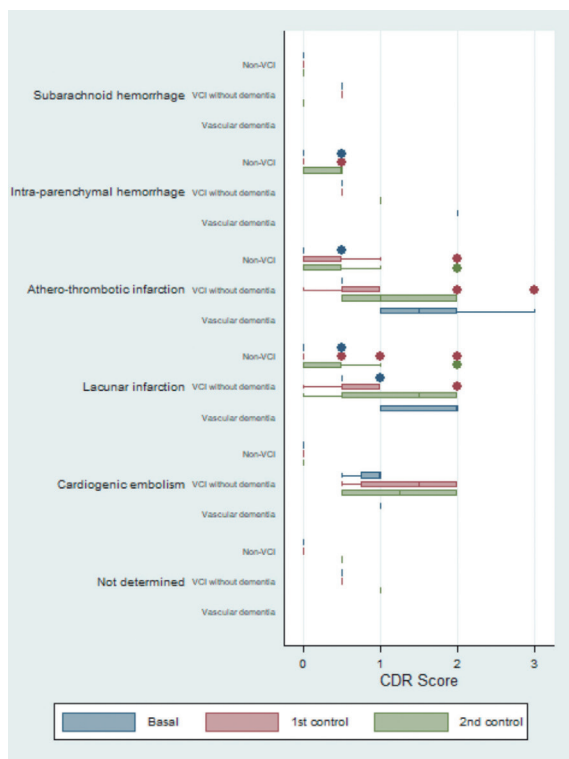 Non-VCI
Subarachnoid hemorrhage VCI without dementia
Vascular dementia
Non-VCI
Intra-parenchymal hemorrhage VCI without dementia
Vascular dementia
Non-VCI
Athero-thrombotic infarction VCI without dementia
Vascular dementia
Non-VCI
Lacunar infarction VCI without dementia
Vascular dementia
Non-VCI
Cardiogenic embolism VCI without dementia
Vascular dementia
Non-VCI
Not determined VCI without dementia
Vascular dementia
0 1 2 3
CDR Score
Basal 1st control 2nd control